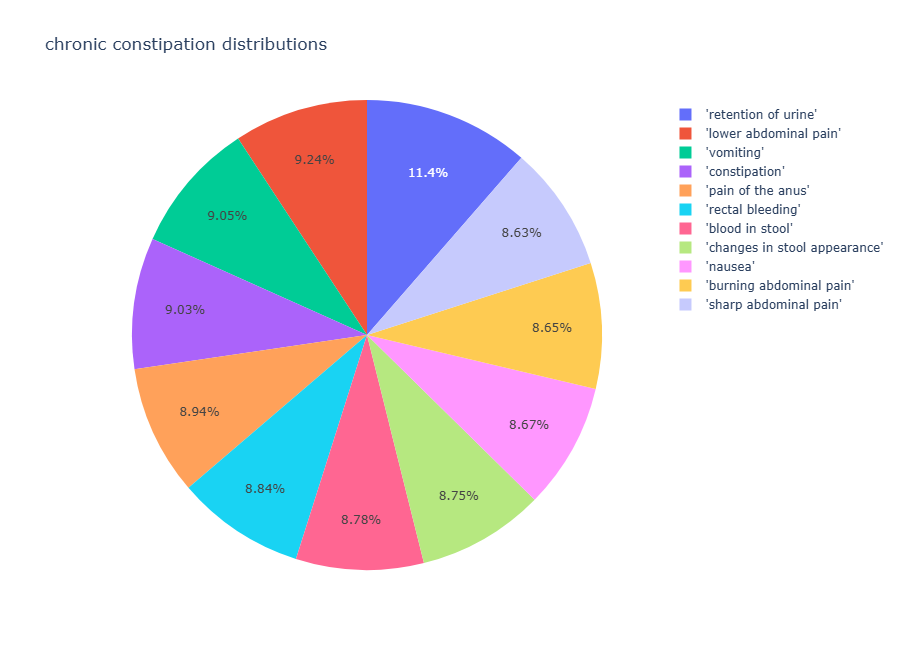 chronic constipation distributions
9.24%
11.4%
9.05%
8.63%
9.03%
8.65%
8.94%
8.67%
8.84%
8.75%
8.78%
'retention of urine'
'lower abdominal pain'
'vomiting'
'constipation'
'pain of the anus'
'rectal bleeding'
'blood in stool'
'changes in stool appearance'
'nausea'
'burning abdominal pain'
'sharp abdominal pain'